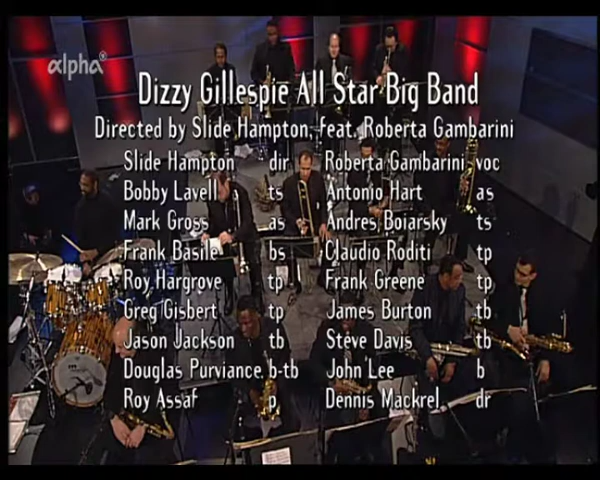 alpha
Dizzy Gillespie All Star Big Band
Directed by Slide Hampton, feat. Roberta Gambarini
Slide Hampton dir Roberta Gambarini voc
Bobby Lavell ts Antonio Hart as
Mark Gross as Andres Boiarsky ts
Frank Basile bs Claudio Roditi tp
Roy Hargrove tp Frank Greene tp
Greg Gisbert tp James Burton tb
Jason Jackson tb Steve Davis tb
Douglas Purviance b-tb John Lee b
Roy Assaf p Dennis Mackrel dr